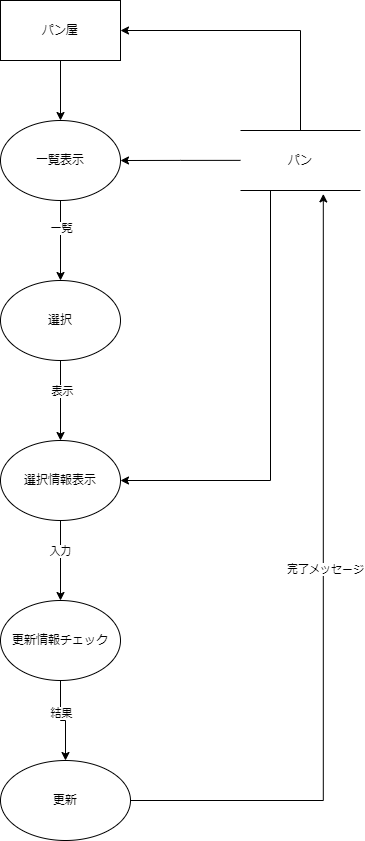 パン屋
一覧表示
パン
一覧
選択
表示
選択情報表示
入力
完了メッセージ
更新情報チェック
結果
更新